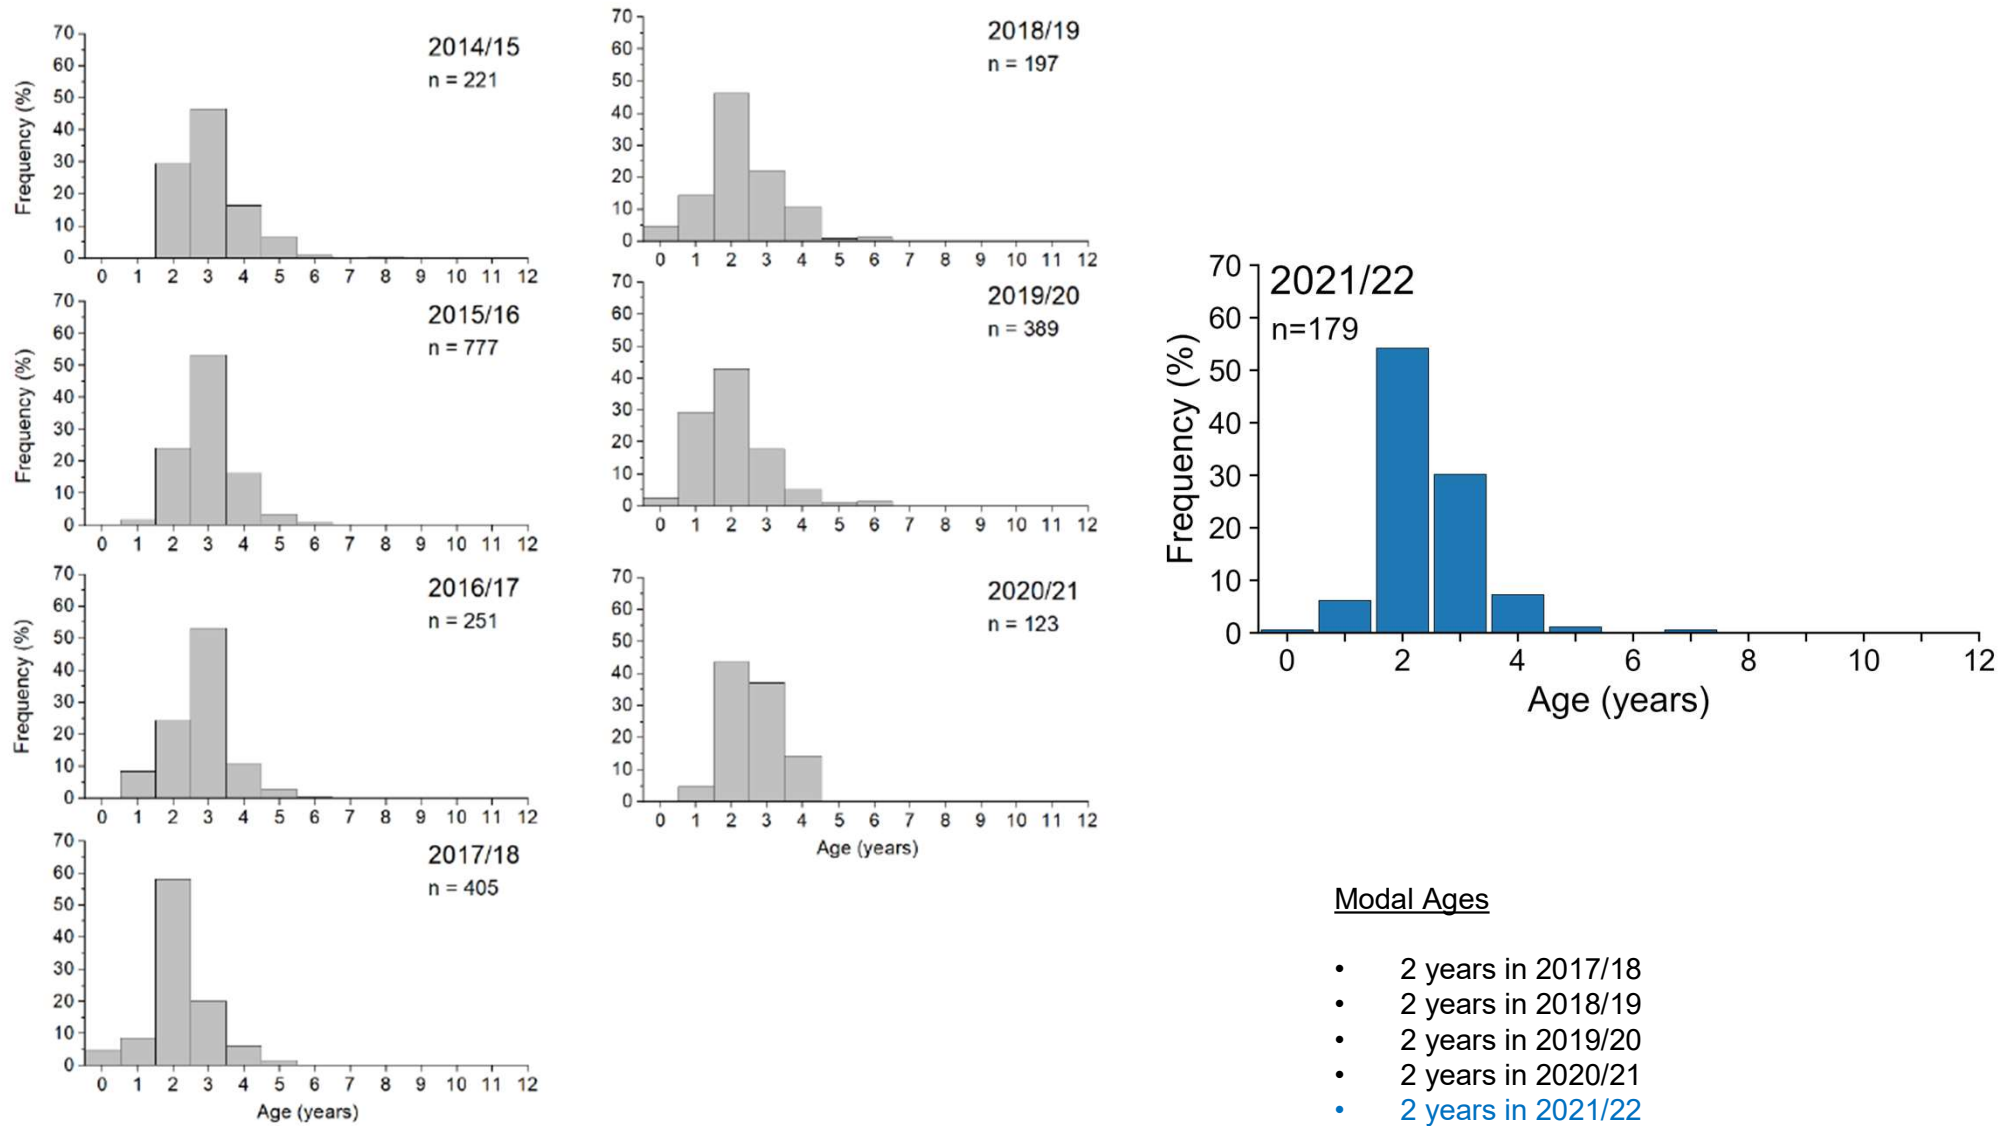 2014/15
n = 221
Frequency (%)
70
60
50
40
30
20
10
0
0 1 2 3 4 5 6 7 8 9 10 11 12
2015/16
n = 777
Frequency (%)
70
60
50
40
30
20
10
0
0 1 2 3 4 5 6 7 8 9 10 11 12
2016/17
n = 251
Frequency (%)
70
60
50
40
30
20
10
0
0 1 2 3 4 5 6 7 8 9 10 11 12
2017/18
n = 405
70
60
50
40
30
20
10
0
0 1 2 3 4 5 6 7 8 9 10 11 12
Age (years)
2018/19
n = 197
70
60
50
40
30
20
10
0
0 1 2 3 4 5 6 7 8 9 10 11 12
2019/20
n = 389
70
60
50
40
30
20
10
0
0 1 2 3 4 5 6 7 8 9 10 11 12
2020/21
n = 123
70
60
50
40
30
20
10
0
0 1 2 3 4 5 6 7 8 9 10 11 12
Age (years)
2021/22
n=179
Frequency (%)
70
60
50
40
30
20
10
0
0 2 4 6 8 10 12
Age (years)
Modal Ages
• 2 years in 2017/18
• 2 years in 2018/19
• 2 years in 2019/20
• 2 years in 2020/21
• 2 years in 2021/22